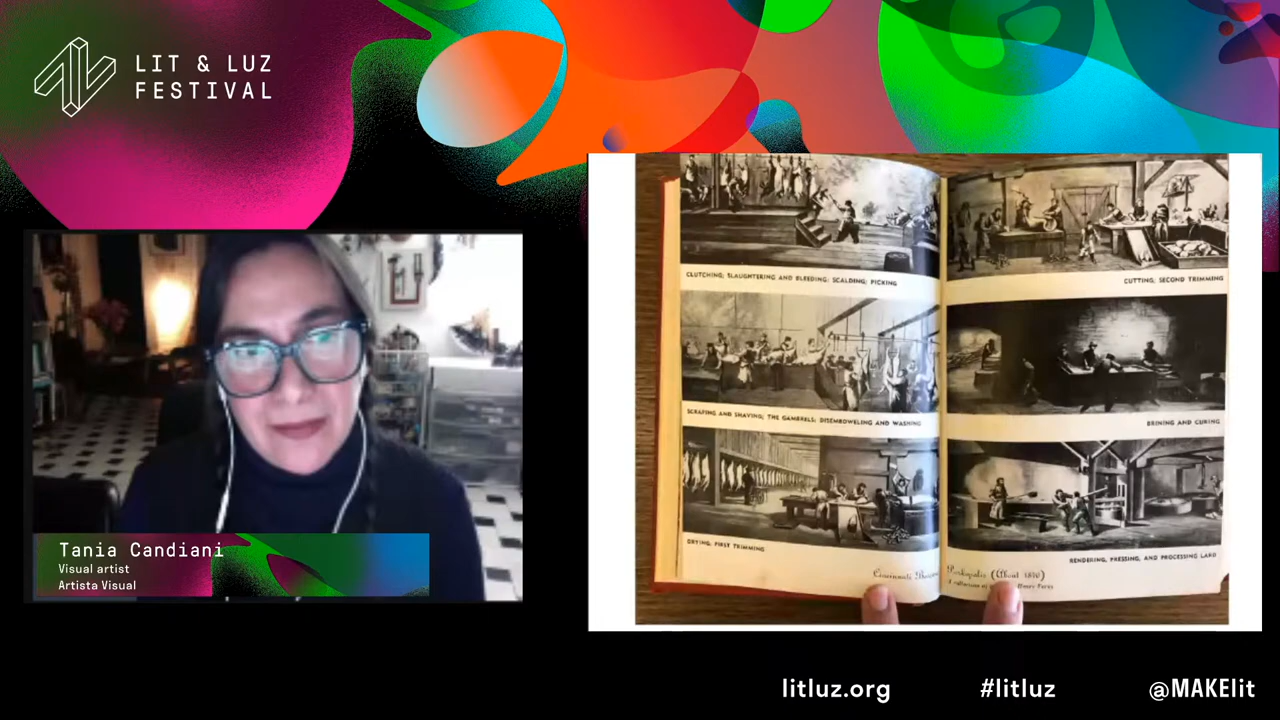 LIT & LUZ
FESTIVAL
CLUTCHING; SLAUGHTERING AND BLEEDING; SCALDING; PICKING
CUTTING; SECOND TRIMMING
SCRAPING AND SHAVING; THE GAMBRELS; DISEMBOWELING AND WASHING
BRINING AND CURING
DRYING; FIRST TRIMMING
RENDERING, PRESSING, AND PROCESSING LARD
Cincinnati
Porkopolis (About 1840)
Tania Candiani
Visual artist
Artista Visual
litluz.org
#litluz
@MAKElit